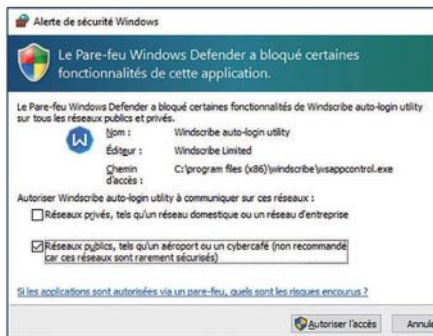 Alerte de sécurité Windows
Le Pare-feu Windows Defender a bloqué certaines
fonctionnalités de cette application.
Le Pare-feu Windows Defender a bloqué certaines fonctionnalités de Windscribe auto-login utility
sur tous les réseaux publics et privés.
Nom : Windscribe auto-login utility
Éditeur : Windscribe Limited
Chemin d'accès : C:\program files (x86)\windscribe\wsappcontrol.exe
Autoriser Windscribe auto-login utility à communiquer sur ces réseaux :
Réseaux privés, tels qu'un réseau domestique ou un réseau d'entreprise
Réseaux publics, tels qu'un aéroport ou un cybercafé (non recommandé
car ces réseaux sont rarement sécurisés)
Si les applications sont autorisées via un pare-feu, quels sont les risques encourus ?
Autoriser l'accès Annule